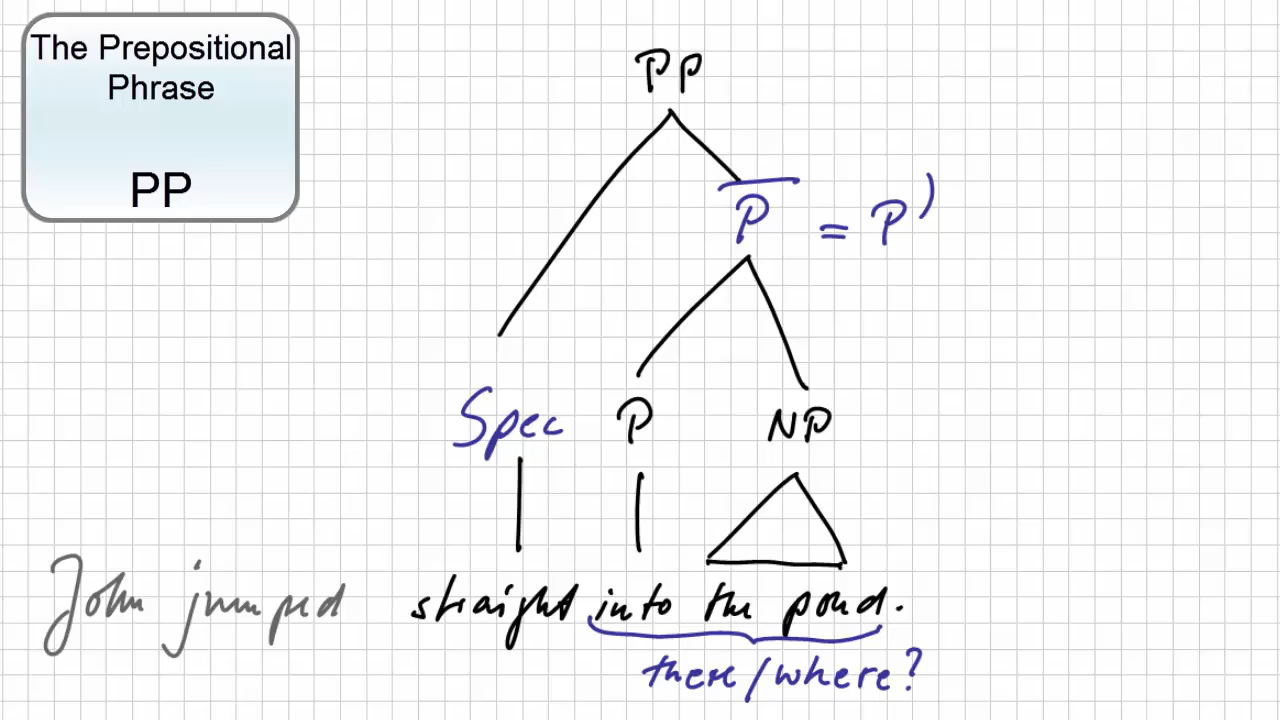 The Prepositional
Phrase
PP
PP
P̅ = P'
Spec P NP
John jumped straight into the pond.
there/where?